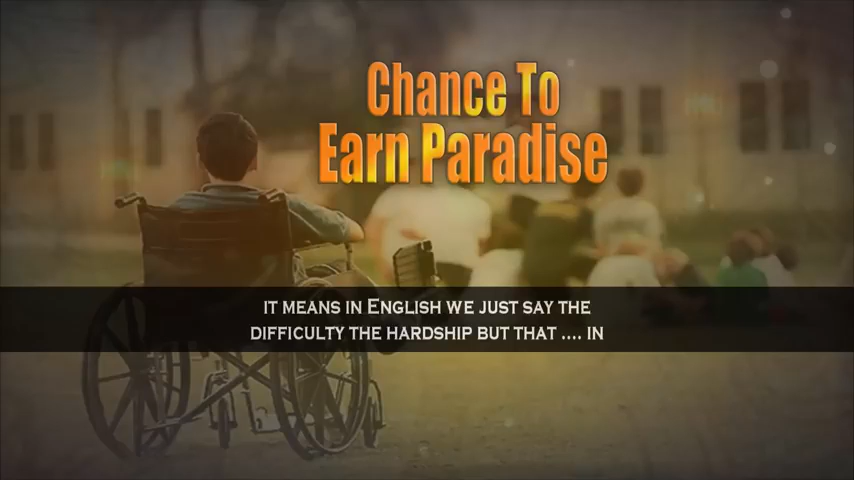 Chance To
Earn Paradise
it means in English we just say the
difficulty the hardship but that .... in